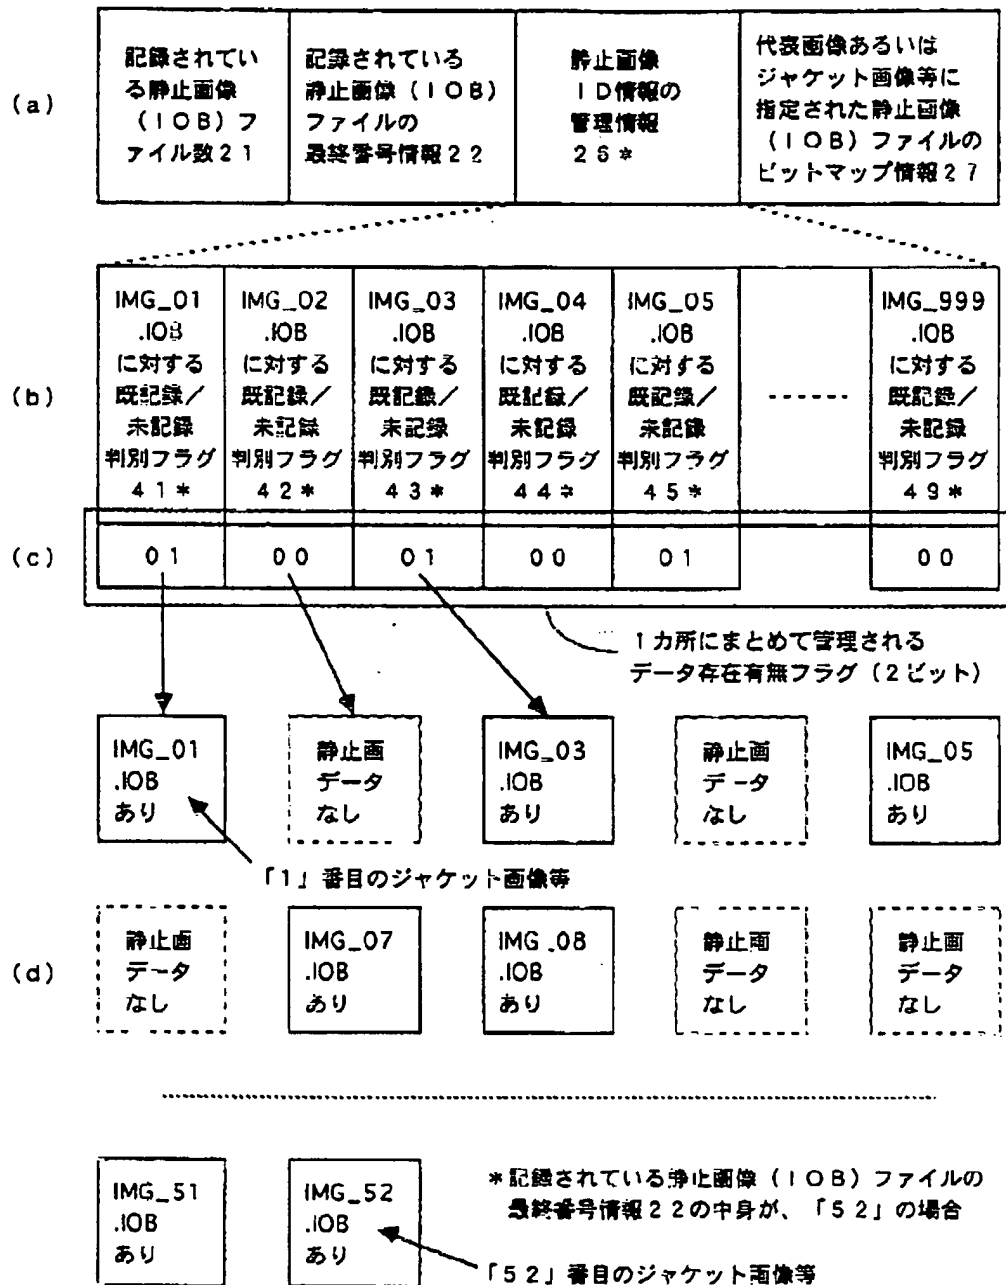 (a)
記録されてい
る静止画像
(IOB)フ
ァイル数21
記録されている
静止画像(IOB)
ファイルの
最終番号情報22
静止画像
ID情報の
管理情報
26*
代表画像あるいは
ジャケット画像等に
指定された静止画像
(IOB)ファイルの
ビットマップ情報27
(b)
IMG_01
.IOB
に対する
既記録/
未記録
判別フラグ
41*
IMG_02
.IOB
に対する
既記録/
未記録
判別フラグ
42*
IMG_03
.IOB
に対する
既記録/
未記録
判別フラグ
43*
IMG_04
.IOB
に対する
既記録/
未記録
判別フラグ
44*
IMG_05
.IOB
に対する
既記録/
未記録
判別フラグ
45*
IMG_999
.IOB
に対する
既記録/
未記録
判別フラグ
49*
(c)
01
00
01
00
01
00
1カ所にまとめて管理される
データ存在有無フラグ(2ビット)
IMG_01
.IOB
あり
静止画
データ
なし
IMG_03
.IOB
あり
静止画
データ
なし
IMG_05
.IOB
あり
「1」番目のジャケット画像等
(d)
静止画
データ
なし
IMG_07
.IOB
あり
IMG_08
.IOB
あり
静止画
データ
なし
静止画
データ
なし
IMG_51
.IOB
あり
IMG_52
.IOB
あり
*記録されている静止画像(IOB)ファイルの
最終番号情報22の中身が、「52」の場合
「52」番目のジャケット画像等